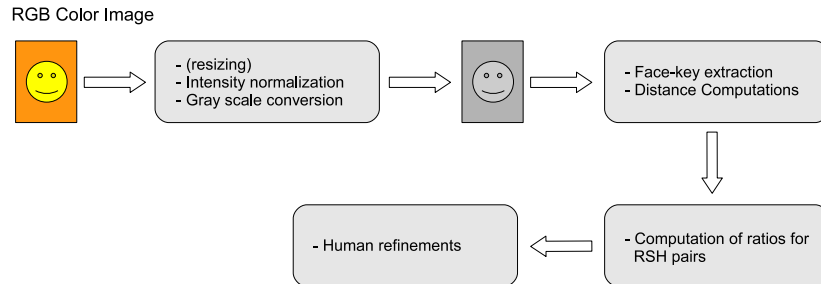 RGB Color Image
- (resizing)
- Intensity normalization
- Gray scale conversion
- Face-key extraction
- Distance Computations
- Computation of ratios for
RSH pairs
- Human refinements